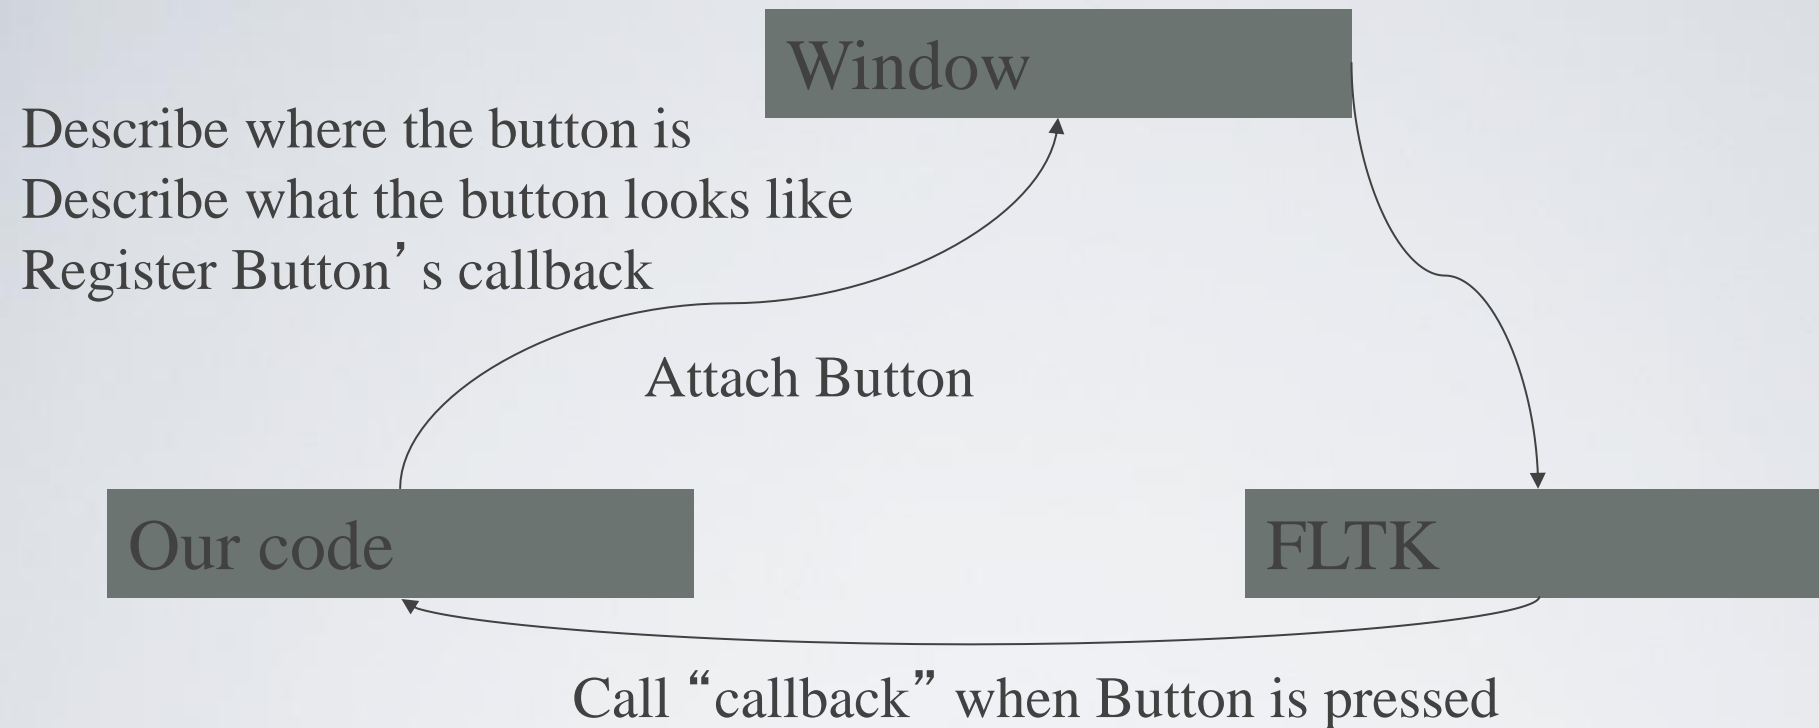 Window
Describe where the button is
Describe what the button looks like
Register Button’s callback
Attach Button
Our code
FLTK
Call “callback” when Button is pressed